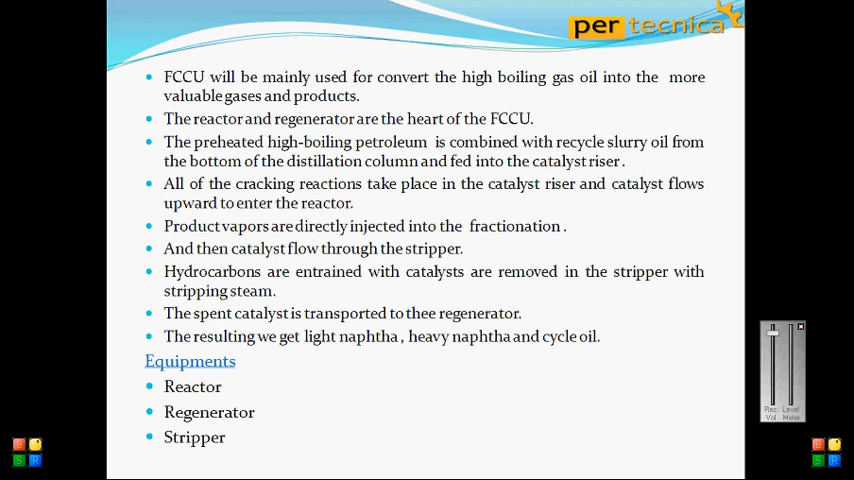 per tecnica
FCCU will be mainly used for convert the high boiling gas oil into the more
valuable gases and products.
The reactor and regenerator are the heart of the FCCU.
The preheated high-boiling petroleum is combined with recycle slurry oil from
the bottom of the distillation column and fed into the catalyst riser .
All of the cracking reactions take place in the catalyst riser and catalyst flows
upward to enter the reactor.
Product vapors are directly injected into the fractionation .
And then catalyst flow through the stripper.
Hydrocarbons are entrained with catalysts are removed in the stripper with
stripping steam.
The spent catalyst is transported to thee regenerator.
The resulting we get light naphtha , heavy naphtha and cycle oil.
Equipments
Reactor
Regenerator
Stripper
Rec. Level
Vol Meter
S R
S R